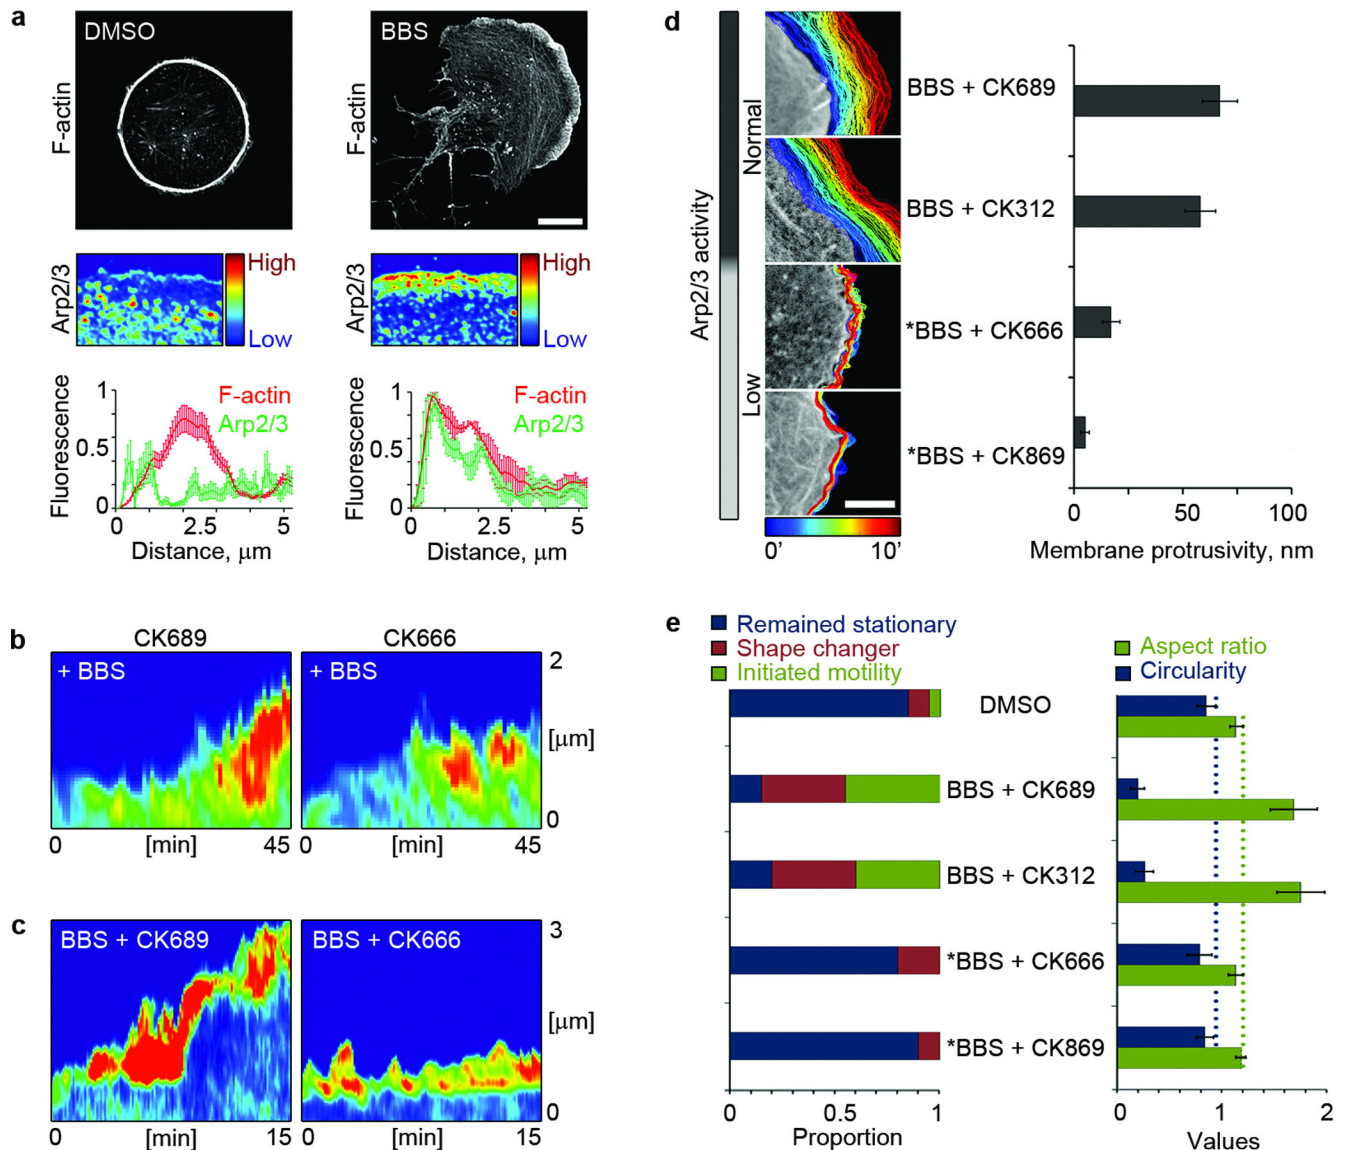 a
DMSO
BBS
F-actin
F-actin
Arp2/3
High
Low
Arp2/3
High
Low
Fluorescence
1
0.5
0
F-actin
Arp2/3
0
2.5
5
Distance, μm
Fluorescence
1
0.5
0
F-actin
Arp2/3
0
2.5
5
Distance, μm
b
CK689
CK666
+ BBS
+ BBS
2
[μm]
0
0
[min]
45
0
[min]
45
c
BBS + CK689
BBS + CK666
3
[μm]
0
0
[min]
15
0
[min]
15
d
Arp2/3 activity
Normal
Low
BBS + CK689
BBS + CK312
*BBS + CK666
*BBS + CK869
0'
10'
0
50
100
Membrane protrusivity, nm
e
Remained stationary
Shape changer
Initiated motility
Aspect ratio
Circularity
DMSO
BBS + CK689
BBS + CK312
*BBS + CK666
*BBS + CK869
0
0.5
1
Proportion
0
1
2
Values